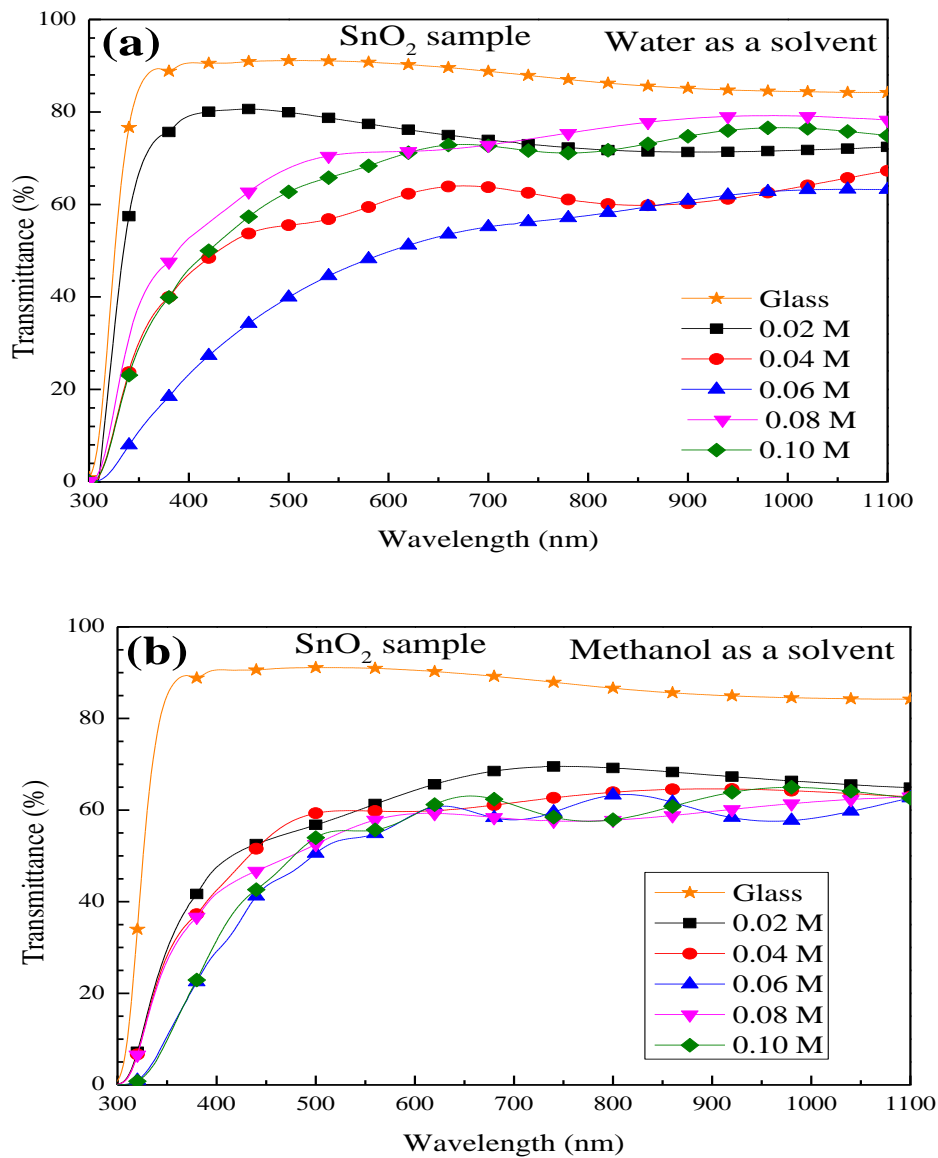 (a)
SnO₂ sample
Water as a solvent
100
80
60
40
20
0
Transmittance (%)
Glass
0.02 M
0.04 M
0.06 M
0.08 M
0.10 M
300 400 500 600 700 800 900 1000 1100
Wavelength (nm)
(b)
SnO₂ sample
Methanol as a solvent
100
80
60
40
20
0
Transmittance (%)
Glass
0.02 M
0.04 M
0.06 M
0.08 M
0.10 M
300 400 500 600 700 800 900 1000 1100
Wavelength (nm)